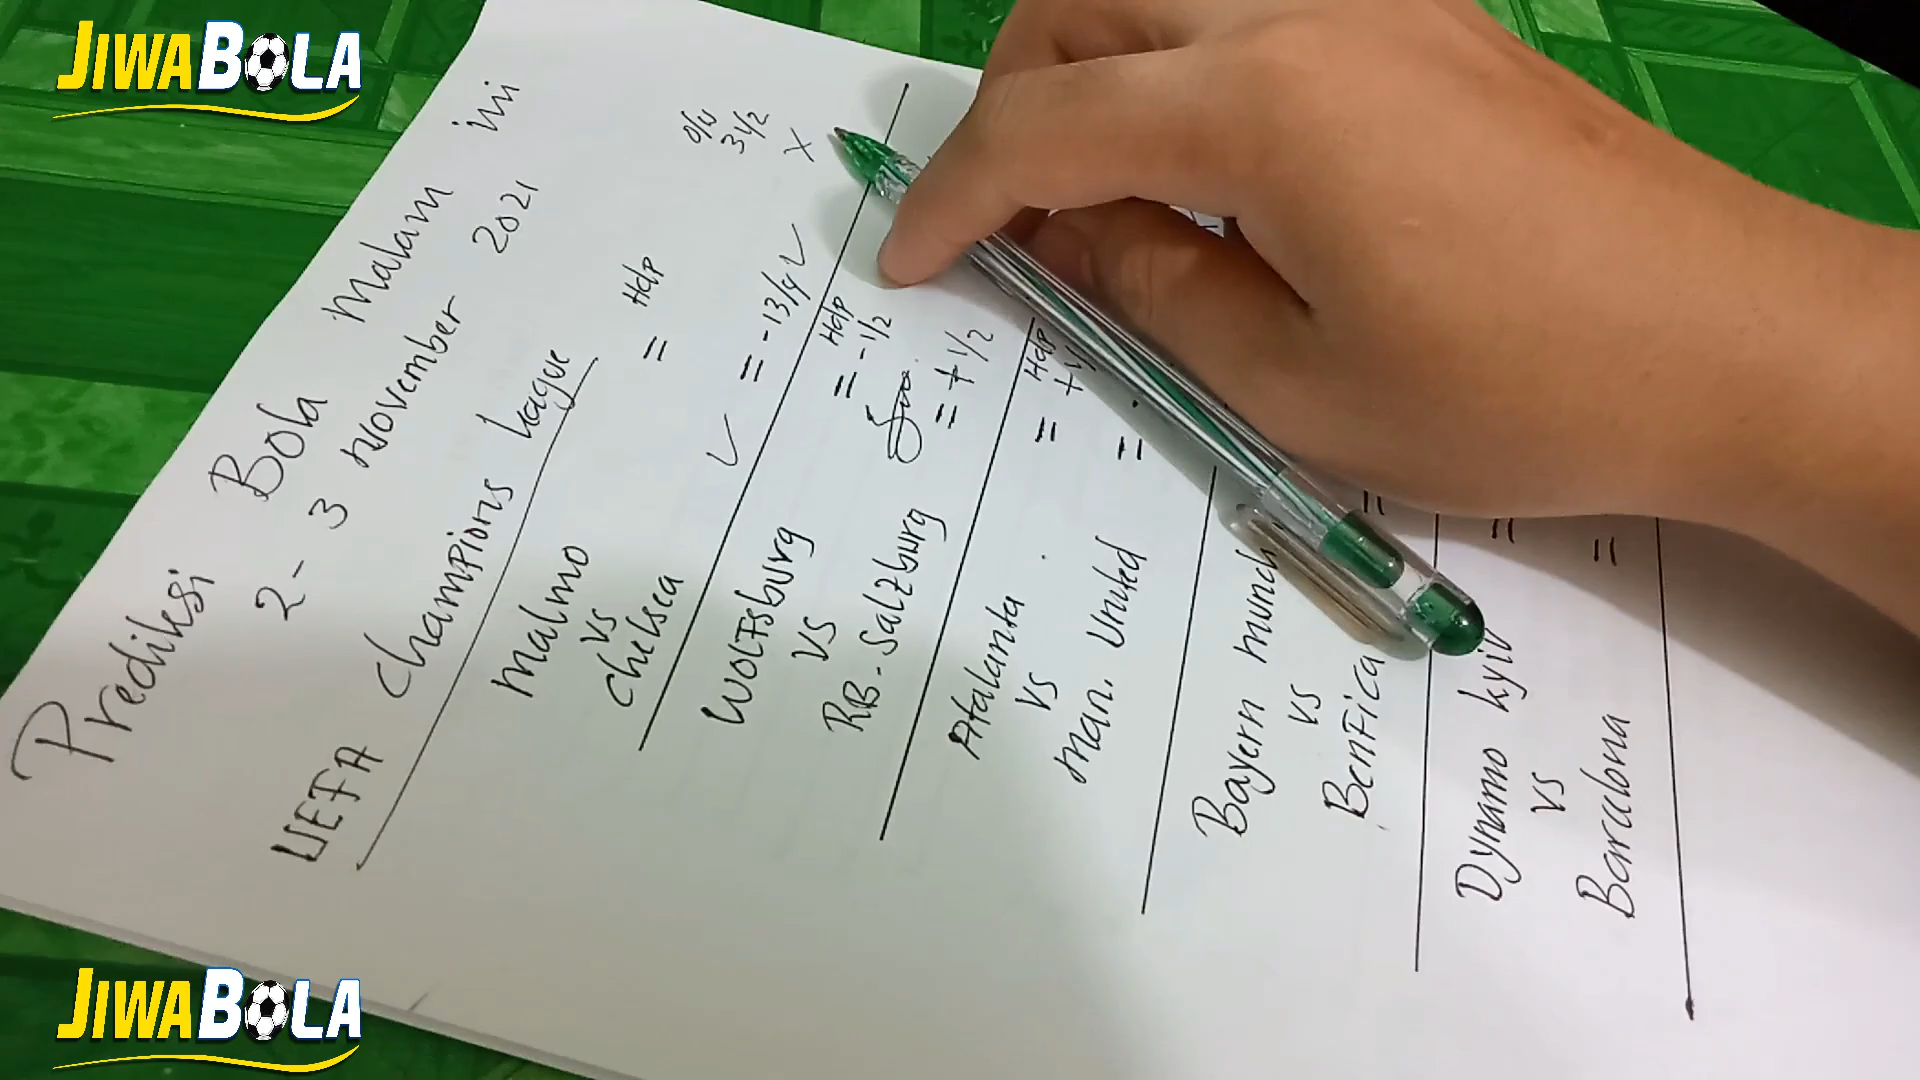 JIWABOLA
Prediksi Bola Malam ini
2 - 3 November 2021
UEFA Champions League
Malmo = Hdp O/U 3 1/2
vs
Chelsea ✓ = -1 3/4 ✓ X
Wolfsburg = Hdp -1/2
vs
RB. Salzburg = + 1/2
Atalanta = Hdp
vs
Man. United =
Bayern Munch
vs
Benfica =
Dynamo Kyiv =
vs
Barcelona =
JIWABOLA